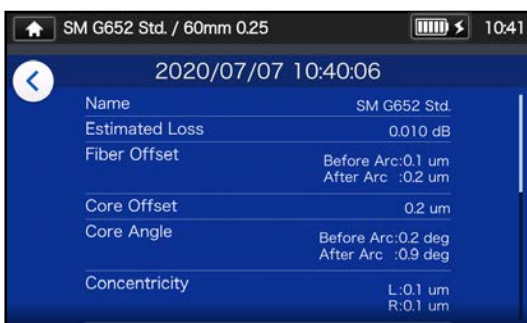 SM G652 Std. / 60mm 0.25 10:41
2020/07/07 10:40:06
Name SM G652 Std.
Estimated Loss 0.010 dB
Fiber Offset Before Arc:0.1 um
After Arc :0.2 um
Core Offset 0.2 um
Core Angle Before Arc:0.2 deg
After Arc :0.9 deg
Concentricity L:0.1 um
R:0.1 um